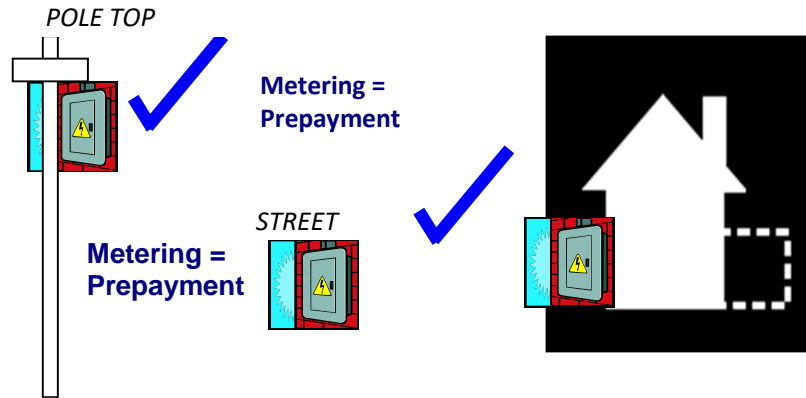 POLE TOP
Metering =
Prepayment
STREET
Metering =
Prepayment